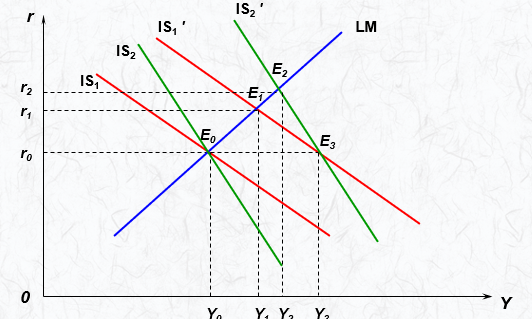 r
IS₂ ′
IS₁ ′
LM
IS₂
IS₁
E₂
r₂
E₁
r₁
E₀
E₃
r₀
0
Y
Y₀
Y₁
Y₂
Y₃